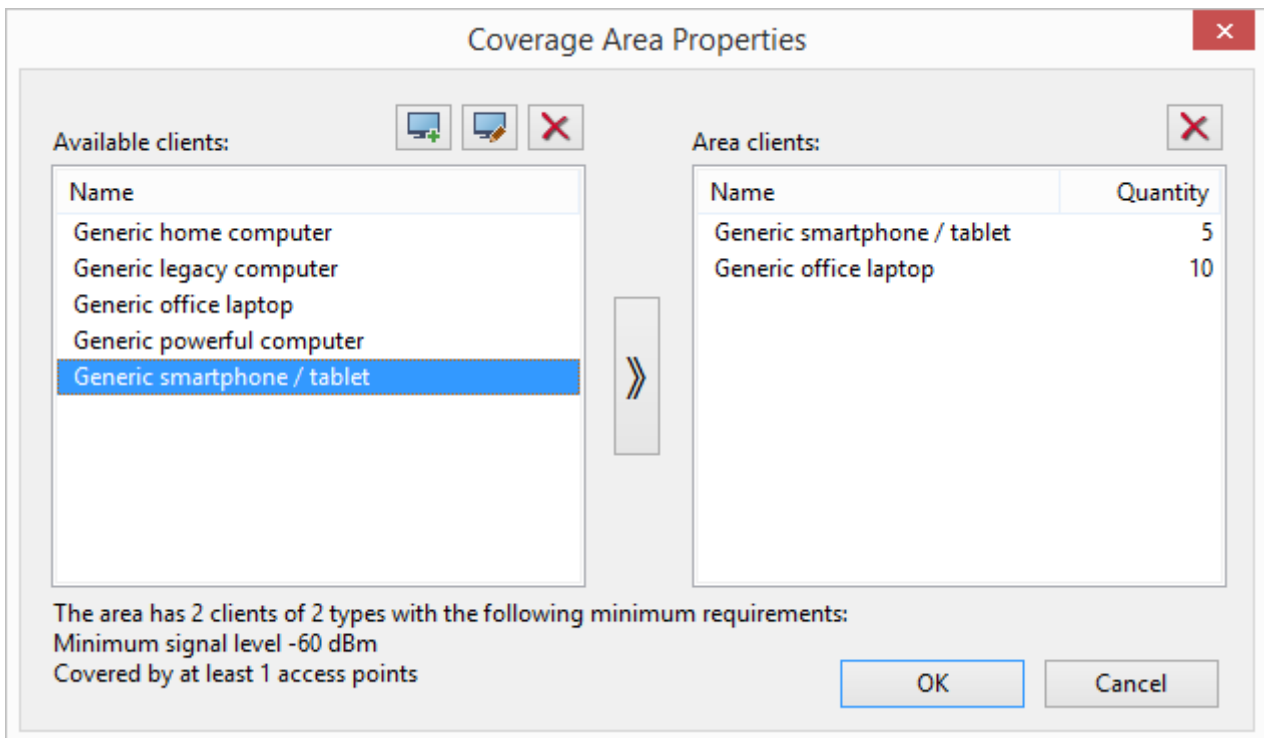 Coverage Area Properties
Available clients:
Name
Generic home computer
Generic legacy computer
Generic office laptop
Generic powerful computer
Generic smartphone / tablet
Area clients:
Name Quantity
Generic smartphone / tablet 5
Generic office laptop 10
The area has 2 clients of 2 types with the following minimum requirements:
Minimum signal level -60 dBm
Covered by at least 1 access points
OK Cancel